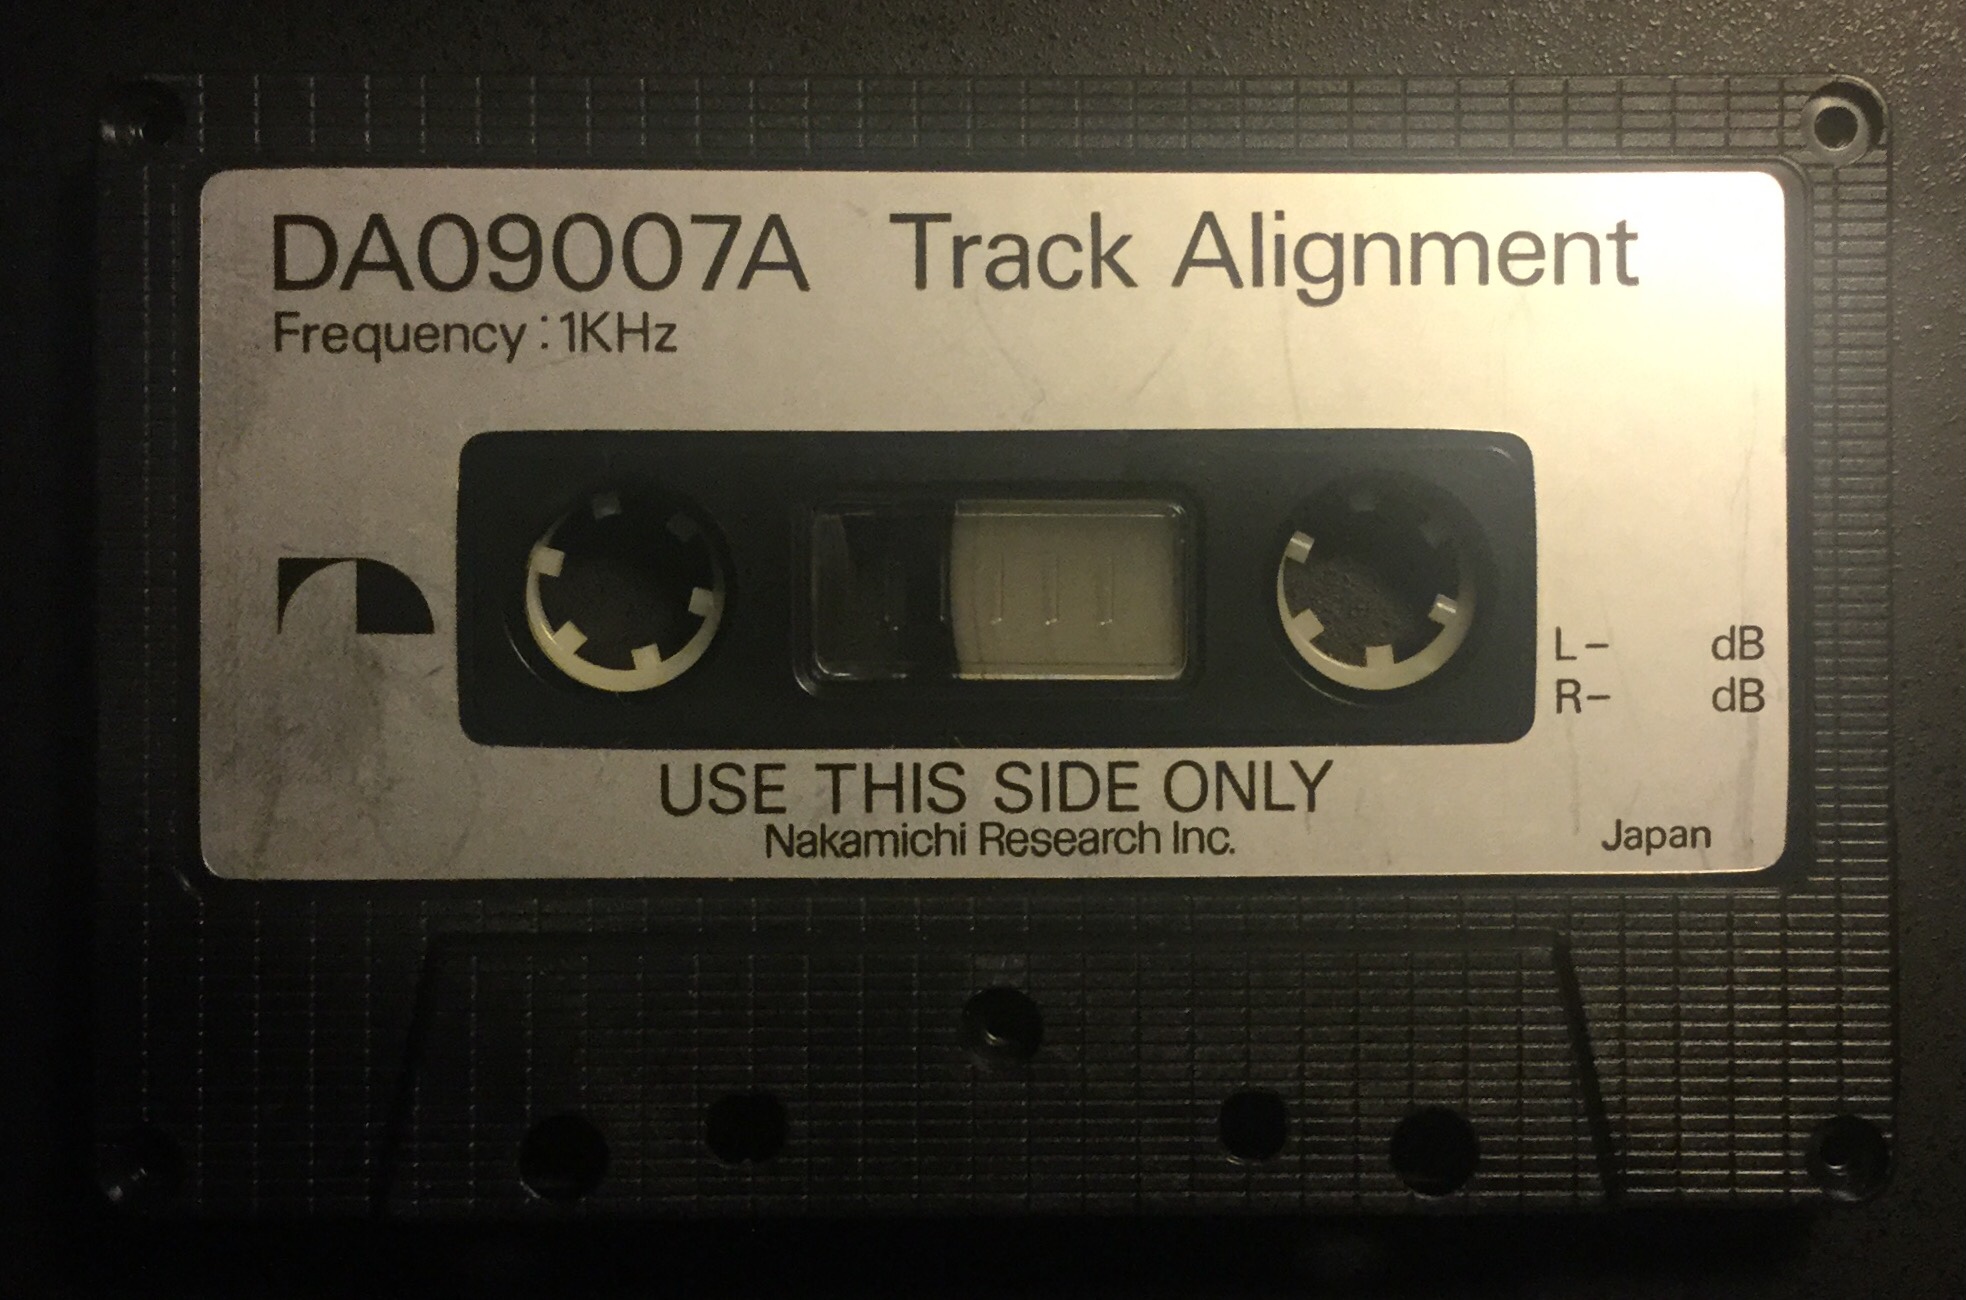 DA09007A Track Alignment
Frequency : 1KHz
L– dB
R– dB
USE THIS SIDE ONLY
Nakamichi Research Inc.
Japan